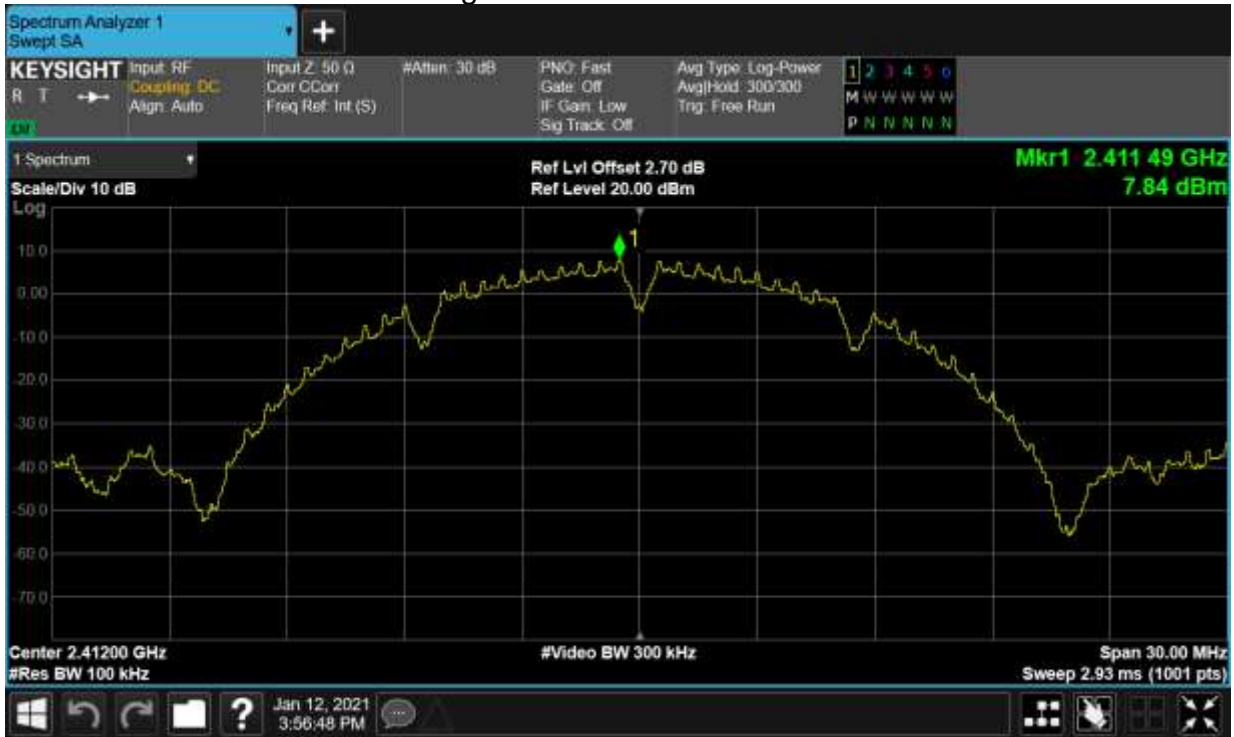 Spectrum Analyzer 1
Swept SA
+
KEYSIGHT
R T
Input: RF
Coupling: DC
Align: Auto
Input Z: 50 Ω
Corr CCorr
Freq Ref: Int (S)
#Atten: 30 dB
PNO: Fast
Gate: Off
IF Gain: Low
Sig Track: Off
Avg Type: Log-Power
Avg|Hold: 300/300
Trig: Free Run
1 2 3 4 5 6
M W W W W W
P N N N N N
1 Spectrum
Scale/Div 10 dB
Log
Ref Lvl Offset 2.70 dB
Ref Level 20.00 dBm
Mkr1 2.411 49 GHz
7.84 dBm
1
10.0
0.00
-10.0
-20.0
-30.0
-40.0
-50.0
-60.0
-70.0
Center 2.41200 GHz
#Res BW 100 kHz
#Video BW 300 kHz
Span 30.00 MHz
Sweep 2.93 ms (1001 pts)
?
Jan 12, 2021
3:56:48 PM